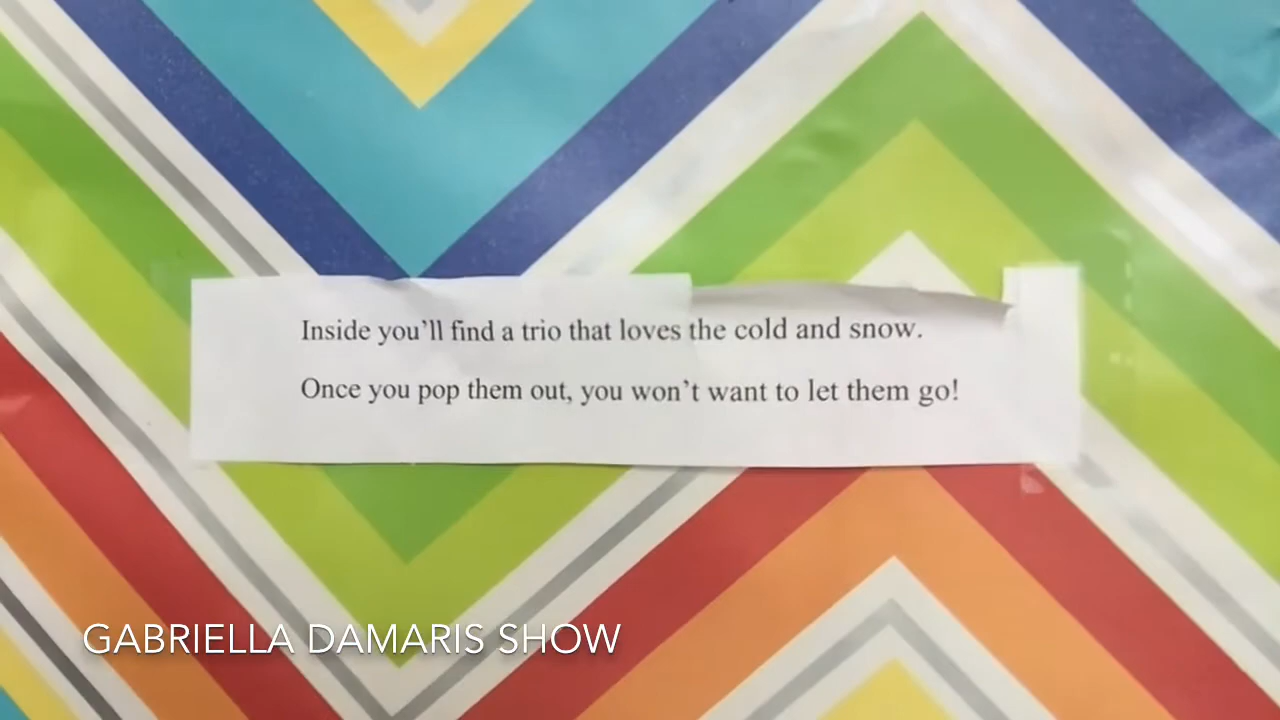 Inside you’ll find a trio that loves the cold and snow.
Once you pop them out, you won’t want to let them go!
GABRIELLA DAMARIS SHOW